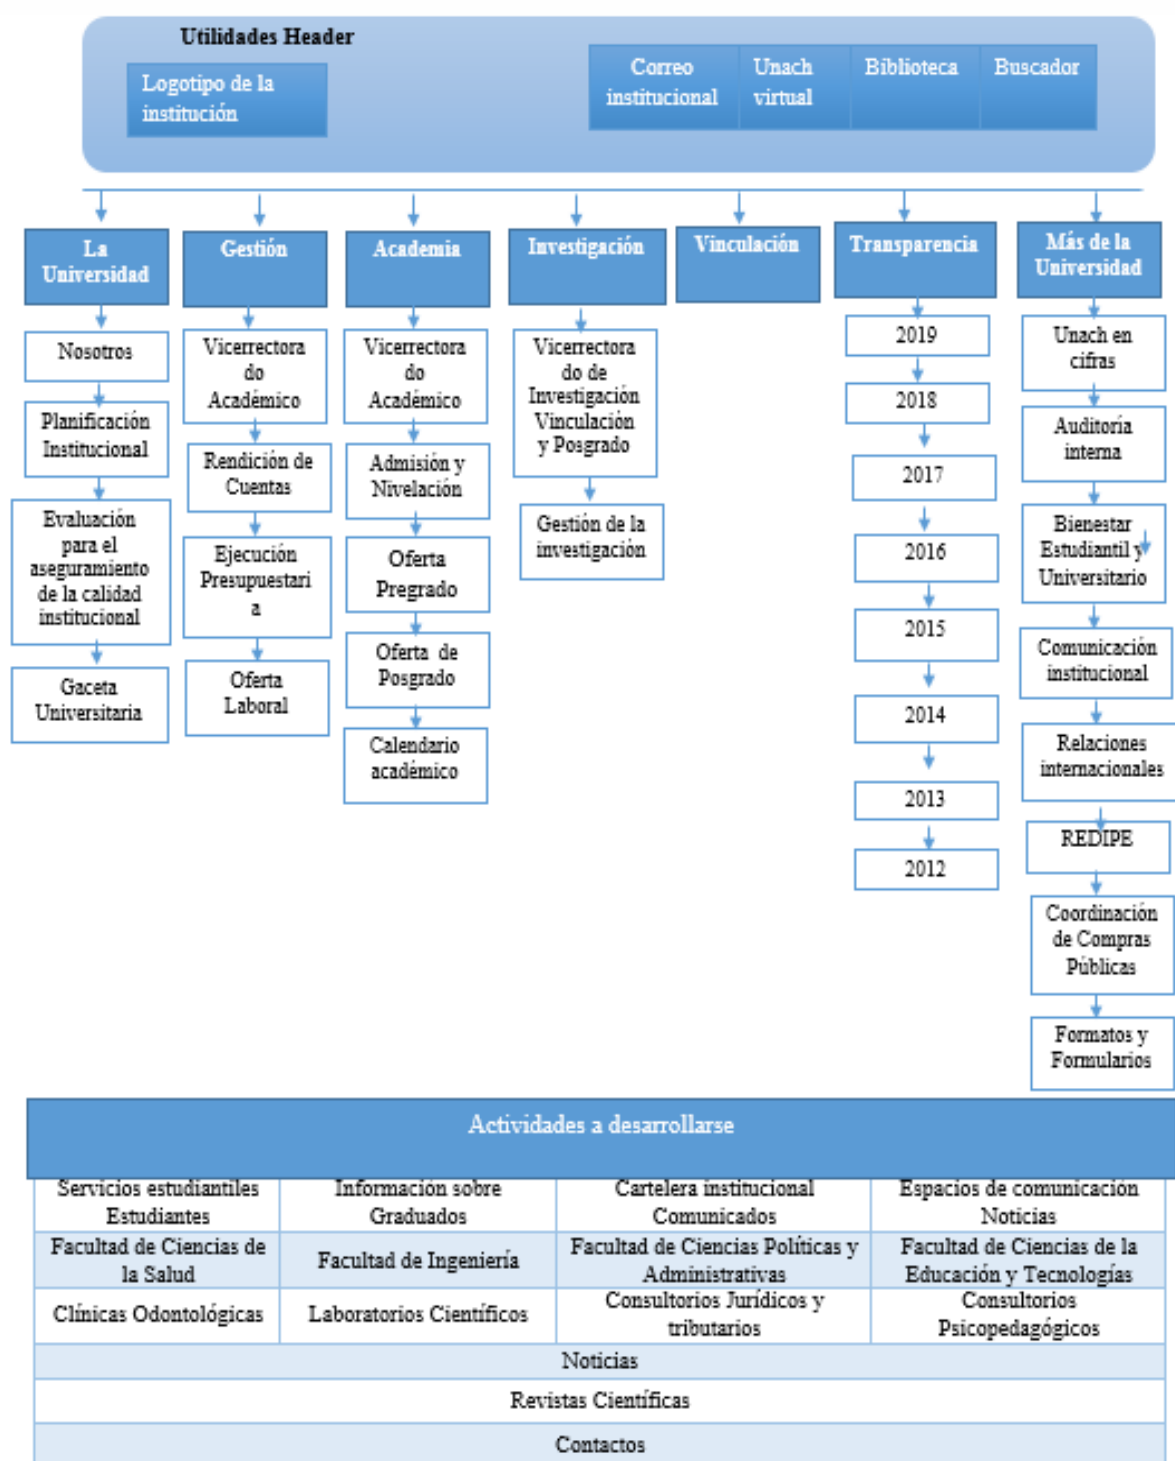 Utilidades Header
Logotipo de la
institución
Correo
institucional
Unach
virtual
Biblioteca
Buscador
La
Universidad
Gestión
Academia
Investigación
Vinculación
Transparencia
Más de la
Universidad
Nosotros
Planificación
Institucional
Evaluación
para el
aseguramiento
de la calidad
institucional
Gaceta
Universitaria
Vicerrectora
do
Académico
Rendición de
Cuentas
Ejecución
Presupuestari
a
Oferta
Laboral
Vicerrectora
do
Académico
Admisión y
Nivelación
Oferta
Pregrado
Oferta de
Posgrado
Calendario
académico
Vicerrectora
do de
Investigación
Vinculación
y Posgrado
Gestión de la
investigación
2019
2018
2017
2016
2015
2014
2013
2012
Unach en
cifras
Auditoría
interna
Bienestar
Estudiantil y
Universitario
Comunicación
institucional
Relaciones
internacionales
REDIPE
Coordinación
de Compras
Públicas
Formatos y
Formularios
Actividades a desarrollarse
Servicios estudiantiles
Estudiantes
Información sobre
Graduados
Cartelera institucional
Comunicados
Espacios de comunicación
Noticias
Facultad de Ciencias de
la Salud
Facultad de Ingeniería
Facultad de Ciencias Políticas y
Administrativas
Facultad de Ciencias de la
Educación y Tecnologías
Clínicas Odontológicas
Laboratorios Científicos
Consultorios Jurídicos y
tributarios
Consultorios
Psicopedagógicos
Noticias
Revistas Científicas
Contactos